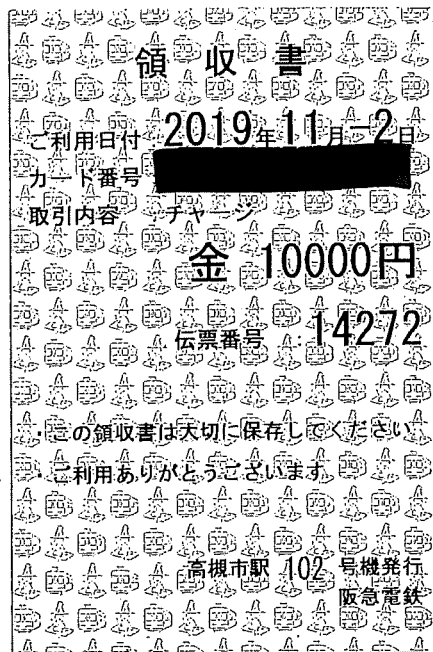 領収書
ご利用日付 2019年11月-2日
カード番号
取引内容 チャージ
金 10000円
伝票番号 : 14272
・この領収書は大切に保存してください
・ご利用ありがとうございます。
高槻市駅 102 号機発行
阪急電鉄